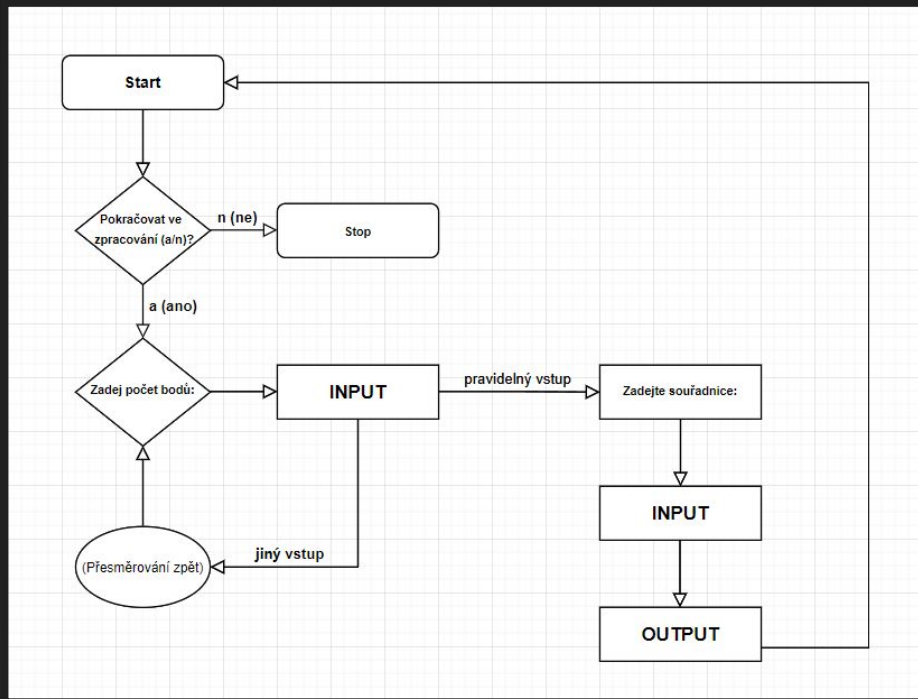 Start
Pokračovat ve
zpracování (a/n)?
n (ne)
Stop
a (ano)
Zadej počet bodů:
INPUT
pravidelný vstup
Zadejte souřadnice:
INPUT
jiný vstup
(Přesměrování zpět)
OUTPUT